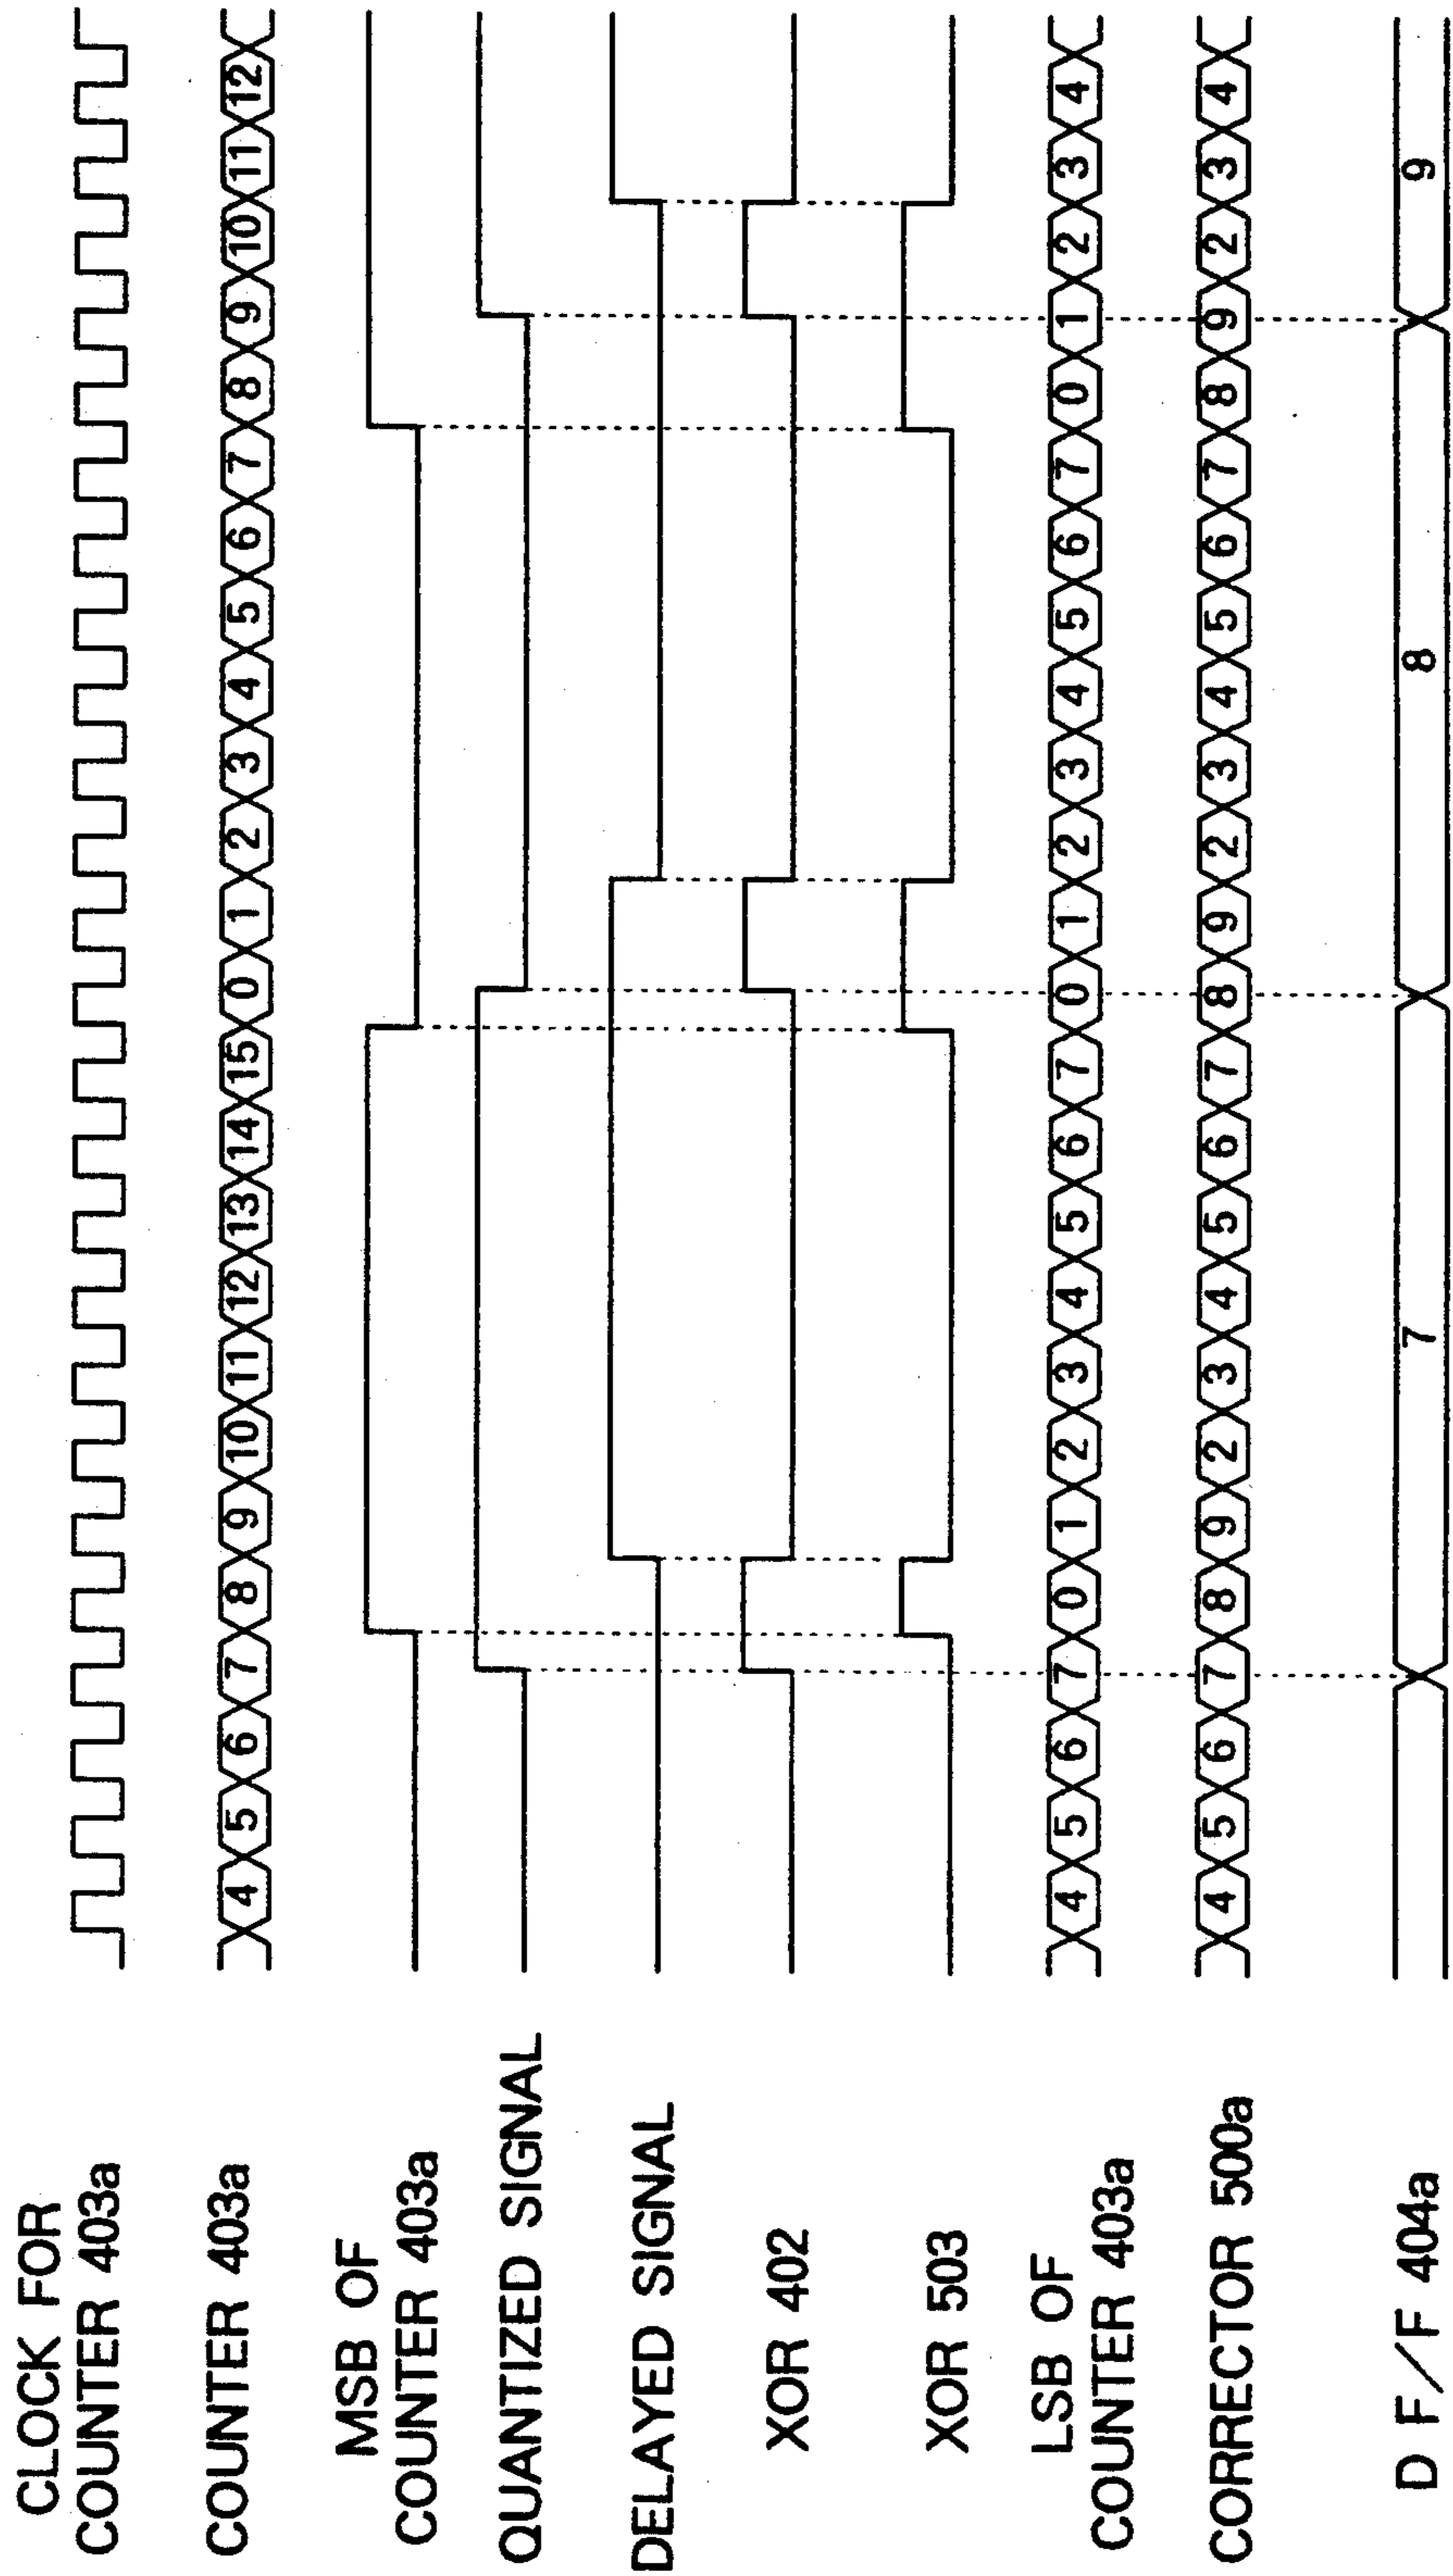 CLOCK FOR
COUNTER 403a
COUNTER 403a 4 5 6 7 8 9 10 11 12 13 14 15 0 1 2 3 4 5 6 7 8 9 10 11 12
MSB OF
COUNTER 403a
QUANTIZED SIGNAL
DELAYED SIGNAL
XOR 402
XOR 503
LSB OF
COUNTER 403a 4 5 6 7 0 1 2 3 4 5 6 7 0 1 2 3 4 5 6 7 0 1 2 3 4
CORRECTOR 500a 4 5 6 7 8 9 2 3 4 5 6 7 8 9 2 3 4 5 6 7 8 9 2 3 4
D F/F 404a 7 8 9